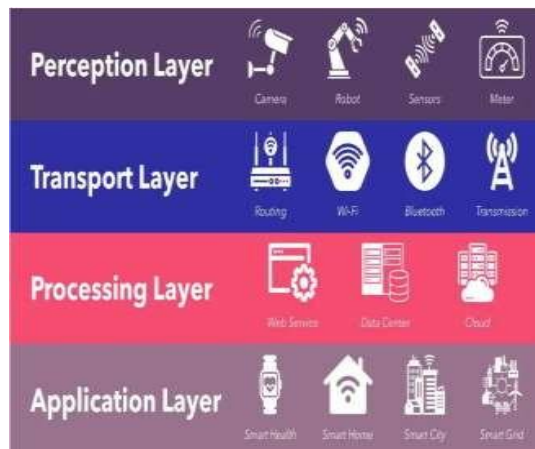 Perception Layer
Camera Robot Sensors Meter
Transport Layer
Routing Wi-Fi Bluetooth Transmission
Processing Layer
Web Service Data Center Cloud
Application Layer
Smart Health Smart Home Smart City Smart Grid